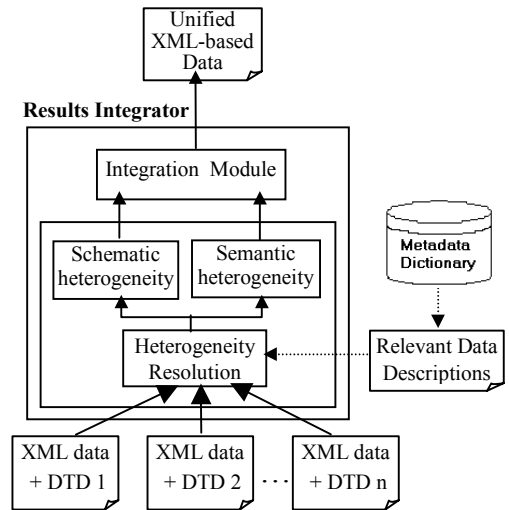 Unified
XML-based
Data
Results Integrator
Integration Module
Schematic
heterogeneity
Semantic
heterogeneity
Metadata
Dictionary
Heterogeneity
Resolution
Relevant Data
Descriptions
XML data
+ DTD 1
XML data
+ DTD 2
...
XML data
+ DTD n